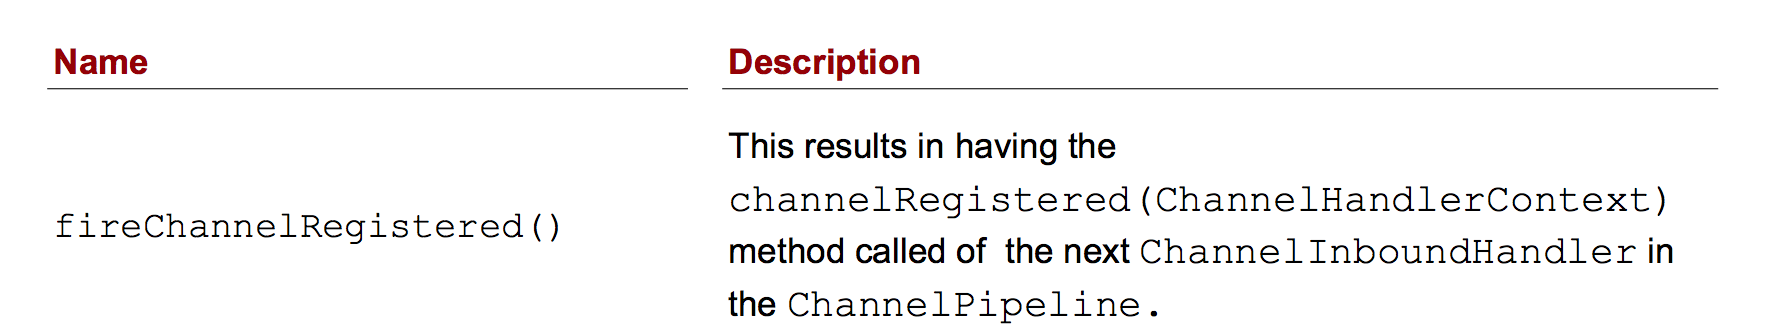 Name
Description
fireChannelRegistered()
This results in having the
channelRegistered(ChannelHandlerContext)
method called of  the next ChannelInboundHandler in
the ChannelPipeline.